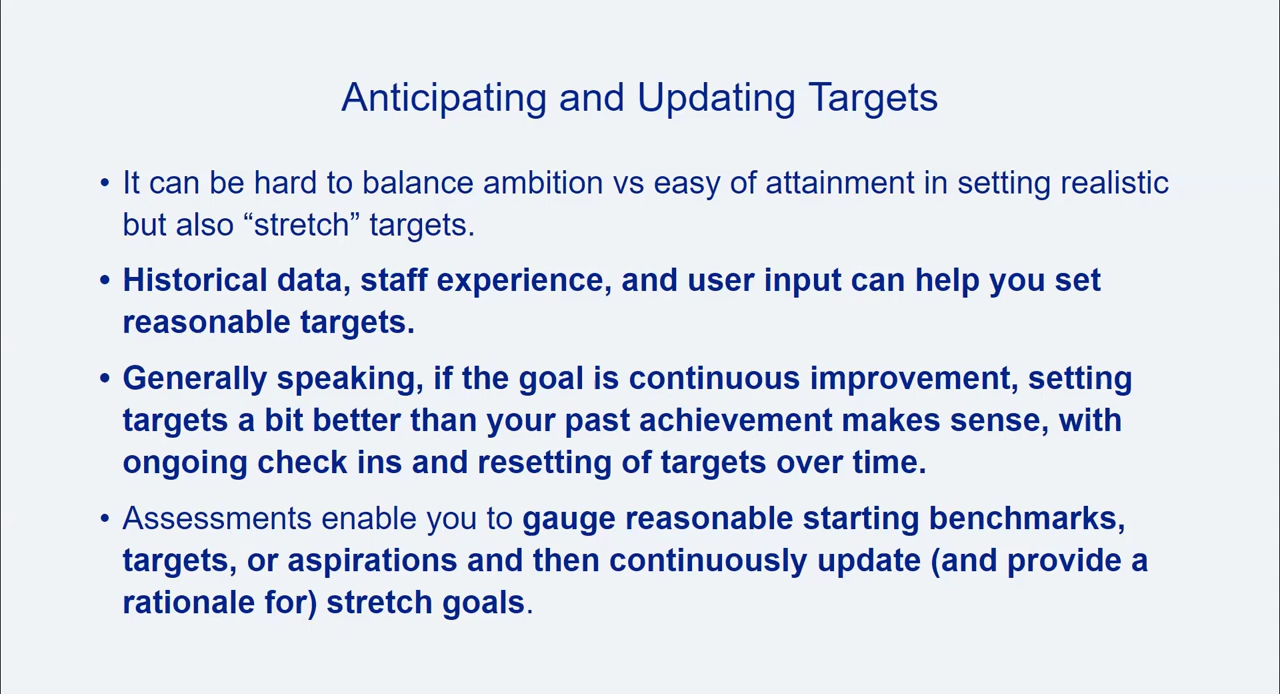 Anticipating and Updating Targets
• It can be hard to balance ambition vs easy of attainment in setting realistic
but also “stretch” targets.
• Historical data, staff experience, and user input can help you set
reasonable targets.
• Generally speaking, if the goal is continuous improvement, setting
targets a bit better than your past achievement makes sense, with
ongoing check ins and resetting of targets over time.
• Assessments enable you to gauge reasonable starting benchmarks,
targets, or aspirations and then continuously update (and provide a
rationale for) stretch goals.